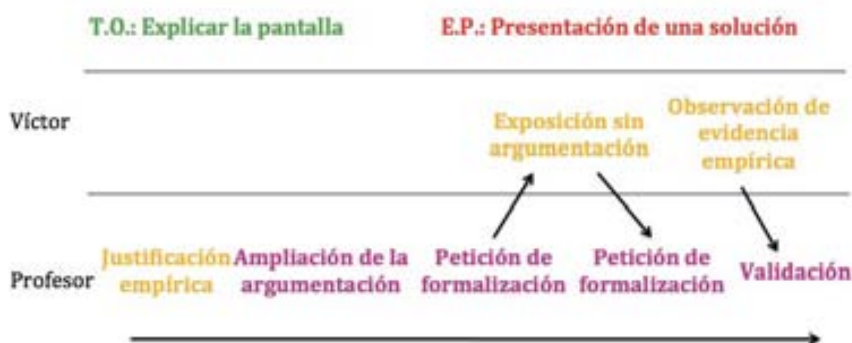 T.O.: Explicar la pantalla
E.P.: Presentación de una solución
Víctor
Exposición sin
argumentación
Observación de
evidencia
empírica
Profesor
Justificación
empírica
Ampliación de la
argumentación
Petición de
formalización
Petición de
formalización
Validación